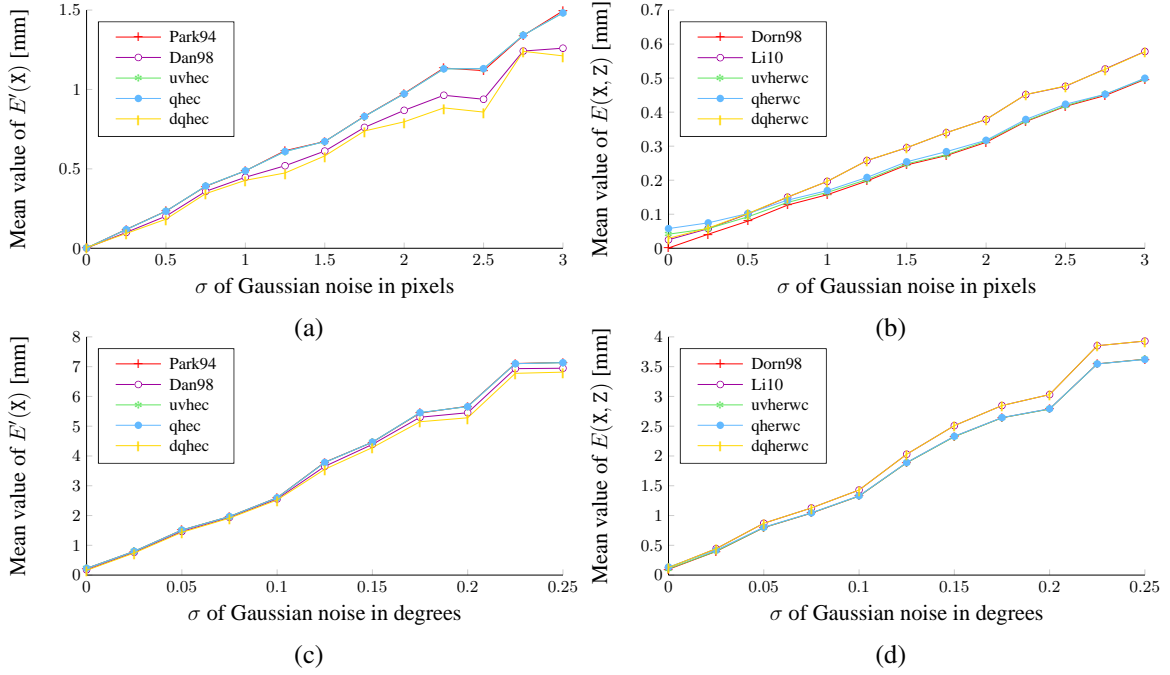 Mean value of E′(X) [mm]
1.5
1
0.5
0
Park94
Dan98
uvhec
qhec
dqhec
0 0.5 1 1.5 2 2.5 3
σ of Gaussian noise in pixels
(a)
Mean value of E(X, Z) [mm]
0.7
0.6
0.5
0.4
0.3
0.2
0.1
0
Dorn98
Li10
uvherwc
qherwc
dqherwc
0 0.5 1 1.5 2 2.5 3
σ of Gaussian noise in pixels
(b)
Mean value of E′(X) [mm]
8
7
6
5
4
3
2
1
0
Park94
Dan98
uvhec
qhec
dqhec
0 0.05 0.1 0.15 0.2 0.25
σ of Gaussian noise in degrees
(c)
Mean value of E(X, Z) [mm]
4
3.5
3
2.5
2
1.5
1
0.5
0
Dorn98
Li10
uvherwc
qherwc
dqherwc
0 0.05 0.1 0.15 0.2 0.25
σ of Gaussian noise in degrees
(d)